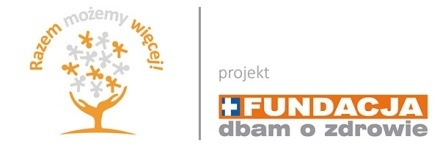 Razem możemy więcej!
projekt
FUNDACJA
dbam o zdrowie